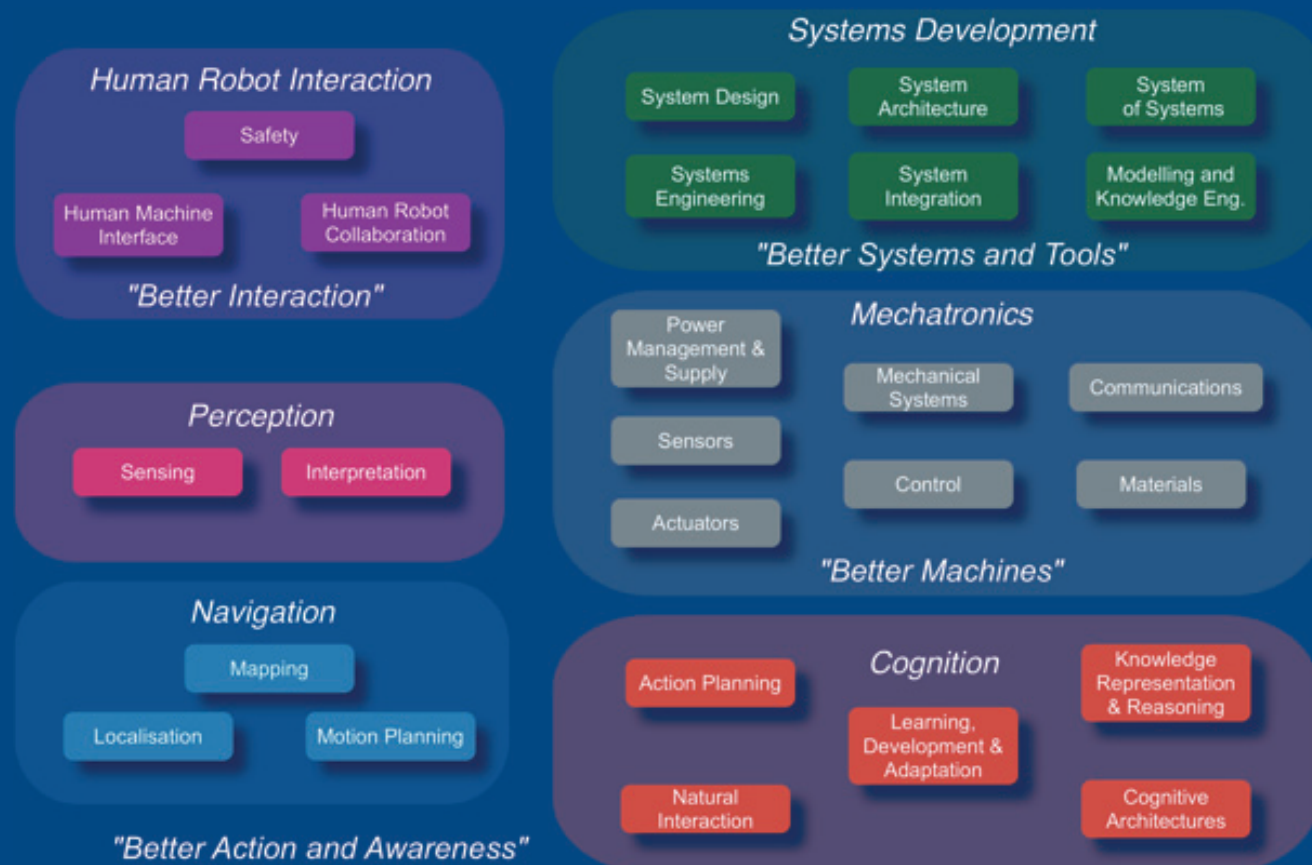 Human Robot Interaction
Safety
Human Machine
Interface
Human Robot
Collaboration
"Better Interaction"
Perception
Sensing
Interpretation
Navigation
Mapping
Localisation
Motion Planning
"Better Action and Awareness"
Systems Development
System Design
System
Architecture
System
of Systems
Systems
Engineering
System
Integration
Modelling and
Knowledge Eng.
"Better Systems and Tools"
Mechatronics
Power
Management &
Supply
Mechanical
Systems
Communications
Sensors
Control
Materials
Actuators
"Better Machines"
Cognition
Action Planning
Knowledge
Representation
& Reasoning
Learning,
Development &
Adaptation
Natural
Interaction
Cognitive
Architectures